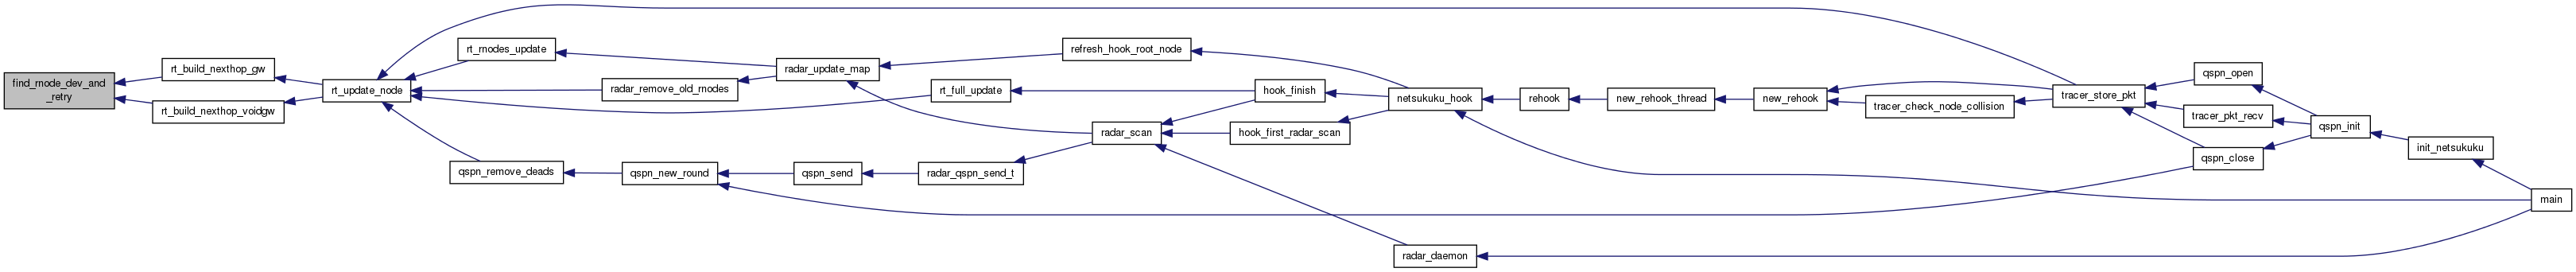 find_rnode_dev_and
_retry
rt_build_nexthop_gw
rt_build_nexthop_voidgw
rt_update_node
rt_rnodes_update
radar_remove_old_rnodes
qspn_remove_deads
qspn_new_round
radar_update_map
qspn_send
rt_full_update
radar_qspn_send_t
refresh_hook_root_node
radar_scan
hook_finish
hook_first_radar_scan
netsukuku_hook
radar_daemon
rehook
new_rehook_thread
new_rehook
tracer_check_node_collision
tracer_store_pkt
qspn_open
tracer_pkt_recv
qspn_close
qspn_init
init_netsukuku
main